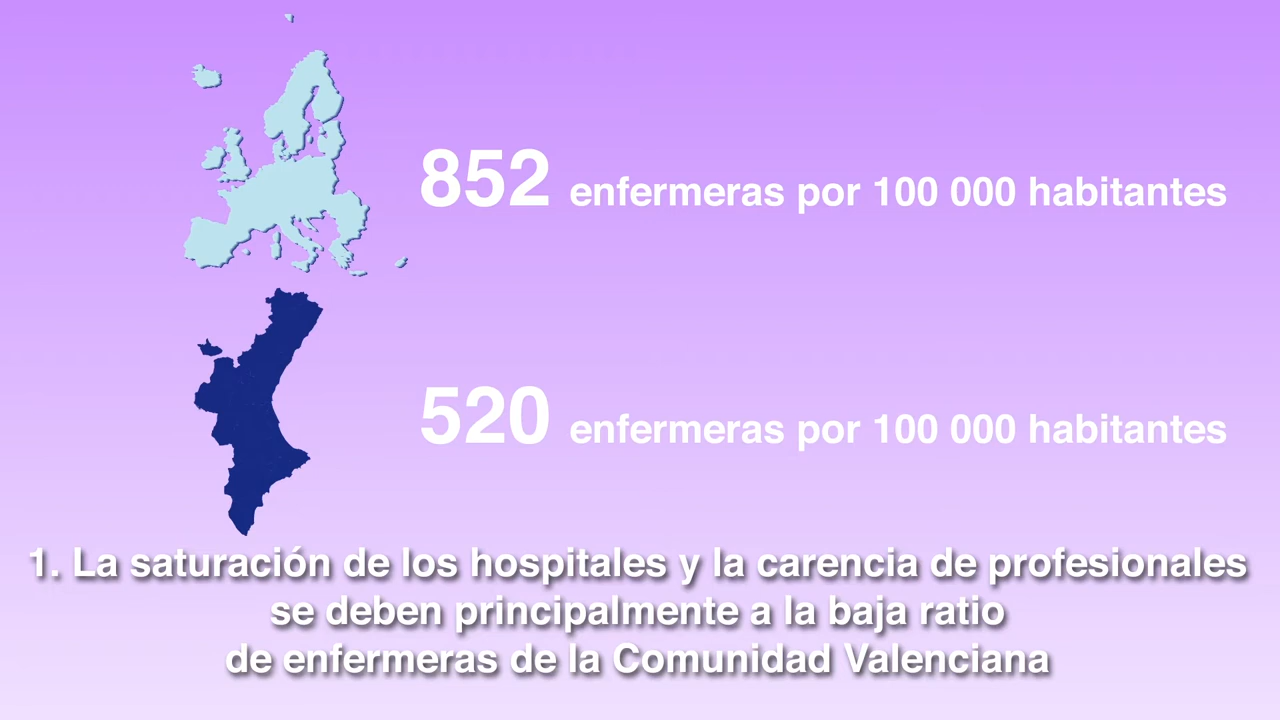 852 enfermeras por 100 000 habitantes
520 enfermeras por 100 000 habitantes
1. La saturación de los hospitales y la carencia de profesionales
se deben principalmente a la baja ratio
de enfermeras de la Comunidad Valenciana